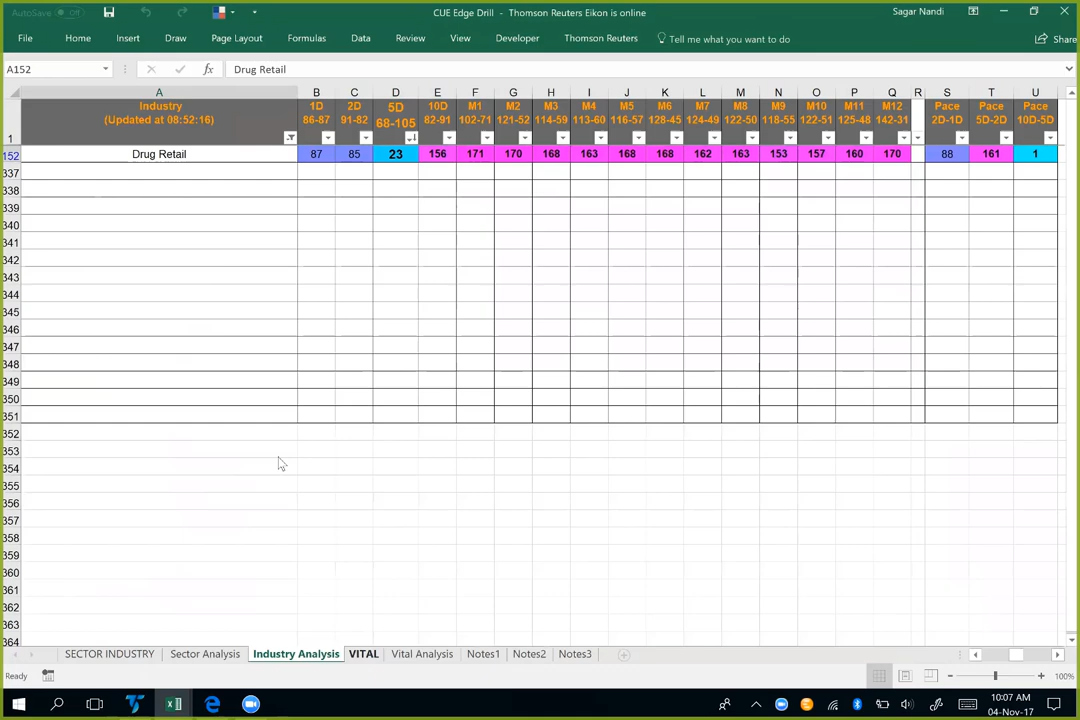 AutoSave Off
CUE Edge Drill - Thomson Reuters Eikon is online
Sagar Nandi
File Home Insert Draw Page Layout Formulas Data Review View Developer Thomson Reuters Tell me what you want to do Share
A152 fx Drug Retail
A B C D E F G H I J K L M N O P Q R S T U
Industry 1D 2D 5D 10D M1 M2 M3 M4 M5 M6 M7 M8 M9 M10 M11 M12 Pace Pace Pace
(Updated at 08:52:16) 86-87 91-82 68-105 82-91 102-71 121-52 114-59 113-60 116-57 128-45 124-49 122-50 118-55 122-51 125-48 142-31 2D-1D 5D-2D 10D-5D
1
152 Drug Retail 87 85 23 156 171 170 168 163 168 168 162 163 153 157 160 170 88 161 1
337
338
339
340
341
342
343
344
345
346
347
348
349
350
351
352
353
354
355
356
357
358
359
360
361
362
363
364
SECTOR INDUSTRY Sector Analysis Industry Analysis VITAL Vital Analysis Notes1 Notes2 Notes3
Ready 100%
10:07 AM
04-Nov-17